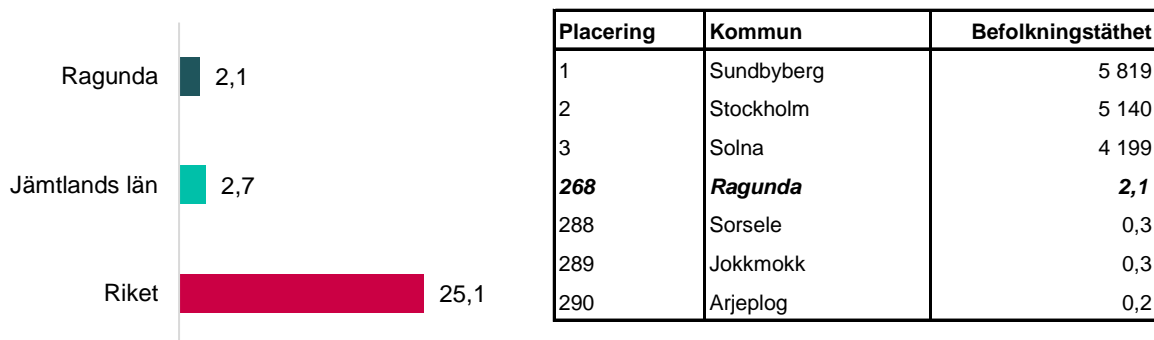 Ragunda 2,1
Jämtlands län 2,7
Riket 25,1
Placering Kommun Befolkningstäthet
1 Sundbyberg 5 819
2 Stockholm 5 140
3 Solna 4 199
268 Ragunda 2,1
288 Sorsele 0,3
289 Jokkmokk 0,3
290 Arjeplog 0,2